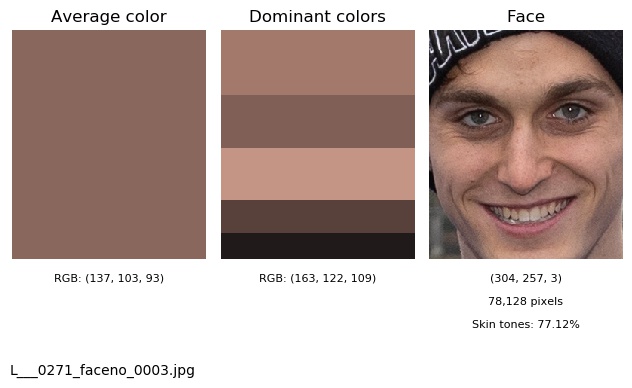 Average color
Dominant colors
Face
RGB: (137, 103, 93)
RGB: (163, 122, 109)
(304, 257, 3)
78,128 pixels
Skin tones: 77.12%
L___0271_faceno_0003.jpg